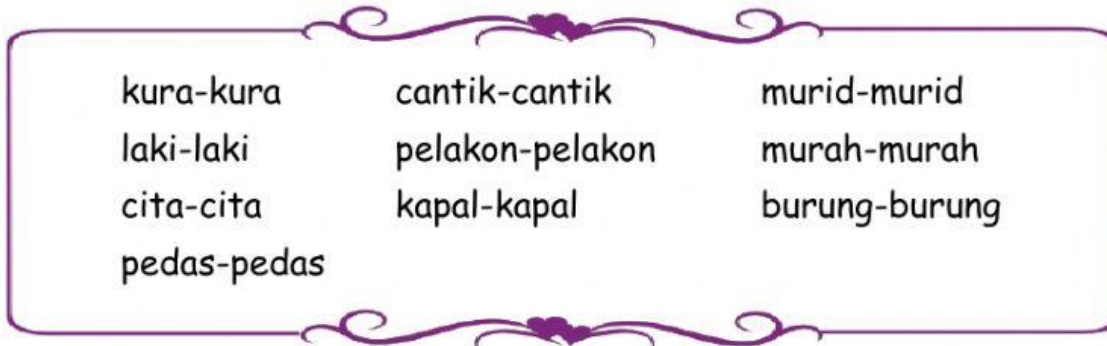 kura-kura cantik-cantik murid-murid
laki-laki pelakon-pelakon murah-murah
cita-cita kapal-kapal burung-burung
pedas-pedas